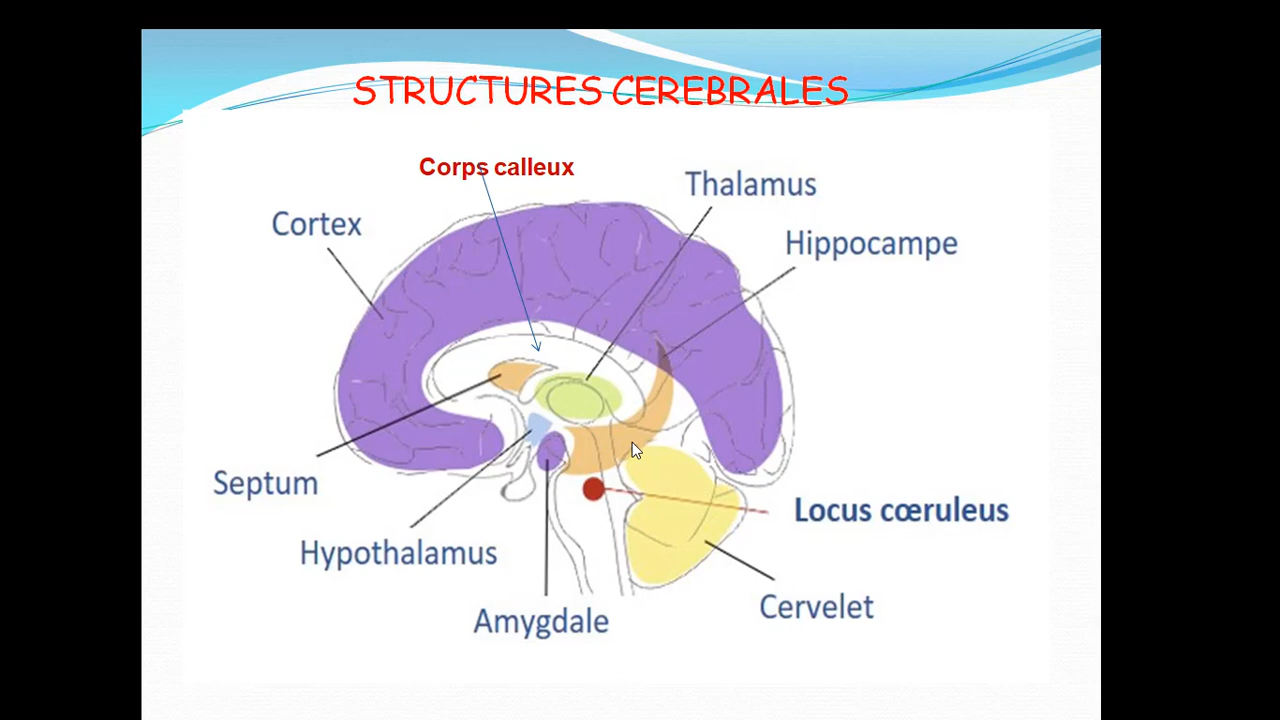 STRUCTURES CEREBRALES
Corps calleux
Thalamus
Cortex
Hippocampe
Septum
Locus cœruleus
Hypothalamus
Cervelet
Amygdale